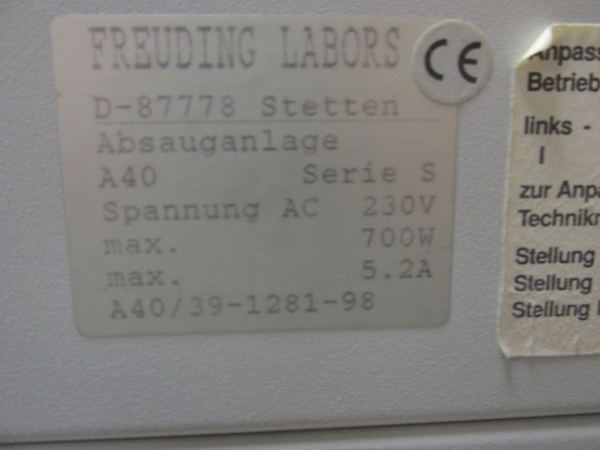 FREUDING LABORS
CE
D-87778 Stetten
Absauganlage
A40 Serie S
Spannung AC 230V
max. 700W
max. 5.2A
A40/39-1281-98
Anpass
Betrieb
links -
I
zur Anpa
Technikr
Stellung
Stellung
Stellung